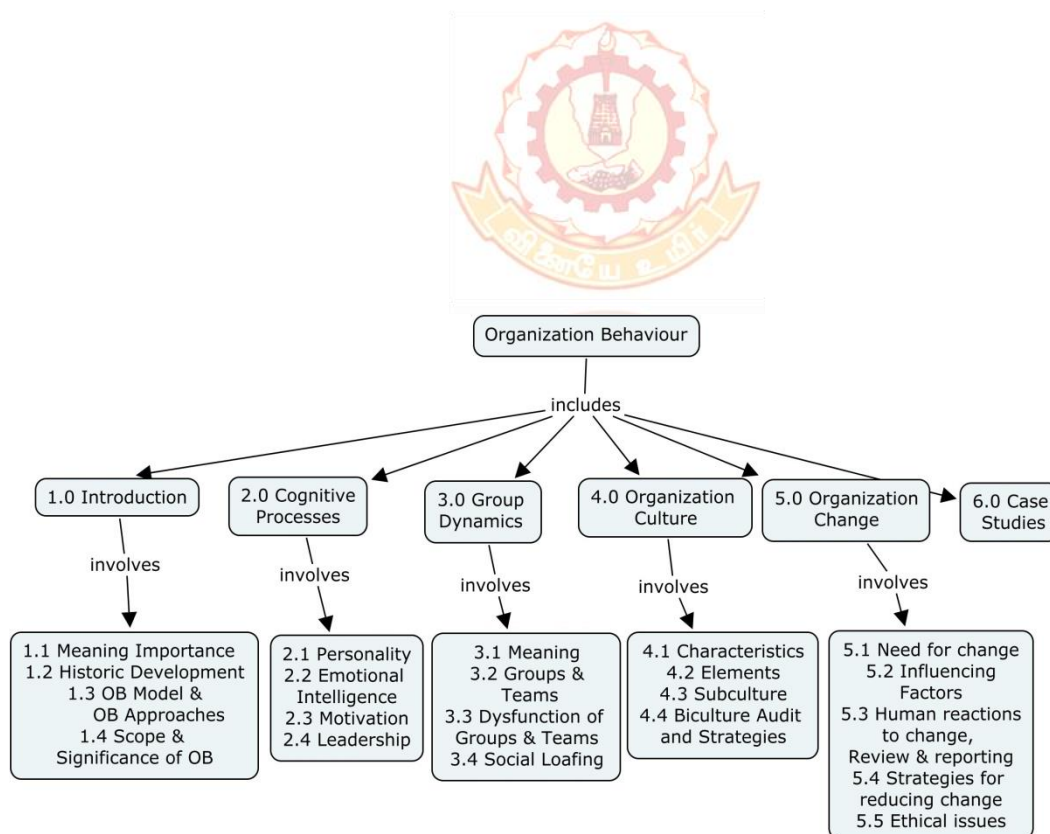 வினையே உயிர்
Organization Behaviour
includes
1.0 Introduction
2.0 Cognitive
Processes
3.0 Group
Dynamics
4.0 Organization
Culture
5.0 Organization
Change
6.0 Case
Studies
involves
involves
involves
involves
involves
1.1 Meaning Importance
1.2 Historic Development
1.3 OB Model &
OB Approaches
1.4 Scope &
Significance of OB
2.1 Personality
2.2 Emotional
Intelligence
2.3 Motivation
2.4 Leadership
3.1 Meaning
3.2 Groups &
Teams
3.3 Dysfunction of
Groups & Teams
3.4 Social Loafing
4.1 Characteristics
4.2 Elements
4.3 Subculture
4.4 Biculture Audit
and Strategies
5.1 Need for change
5.2 Influencing
Factors
5.3 Human reactions
to change,
Review & reporting
5.4 Strategies for
reducing change
5.5 Ethical issues